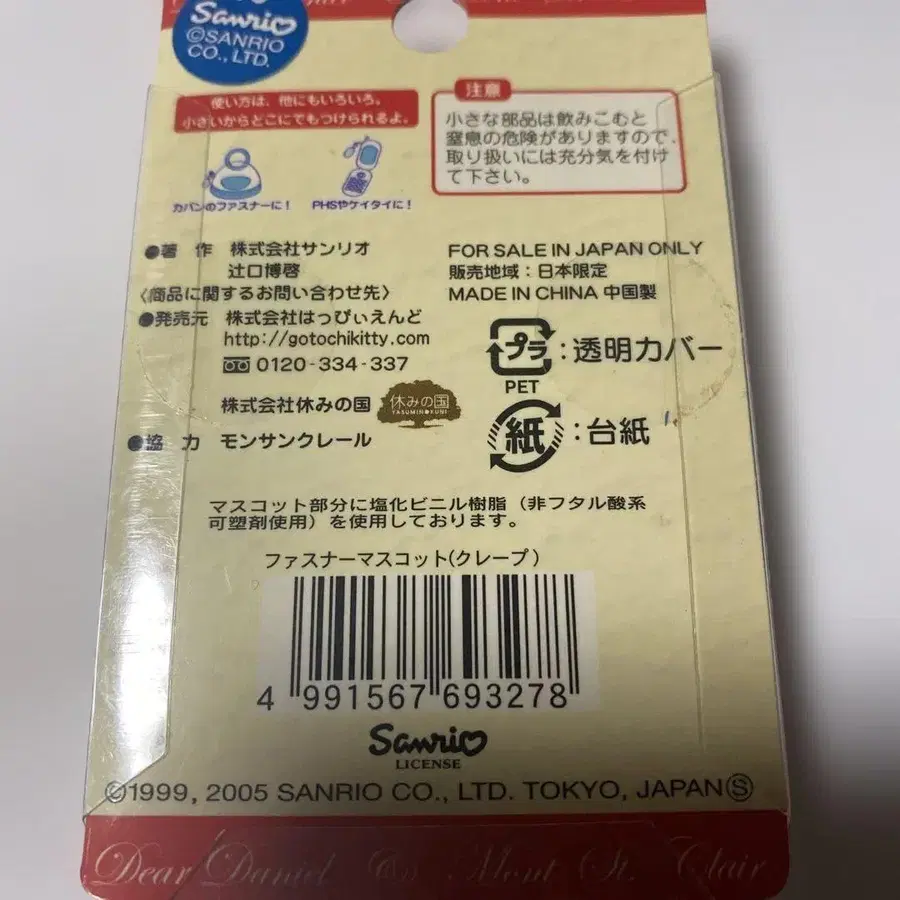 Sanrio
©SANRIO
CO., LTD.
使い方は、他にもいろいろ。
小さいからどこにでもつけられるよ。
カバンのファスナーに!
PHSやケイタイに!
注意
小さな部品は飲みこむと
窒息の危険がありますので、
取り扱いには充分気を付け
て下さい。
●著 作 株式会社サンリオ
辻口博啓
〈商品に関するお問い合わせ先〉
●発売元 株式会社はっぴぃえんど
http://gotochikitty.com
0120-334-337
株式会社休みの国
休みの国
YASUMINOKUNI
●協 力 モンサンクレール
FOR SALE IN JAPAN ONLY
販売地域:日本限定
MADE IN CHINA 中国製
プラ:透明カバー
PET
紙:台紙
マスコット部分に塩化ビニル樹脂(非フタル酸系
可塑剤使用)を使用しております。
ファスナーマスコット(クレープ)
4 991567 693278
Sanrio
LICENSE
©1999, 2005 SANRIO CO., LTD. TOKYO, JAPAN Ⓢ
Dear Daniel On Mont St. Clair